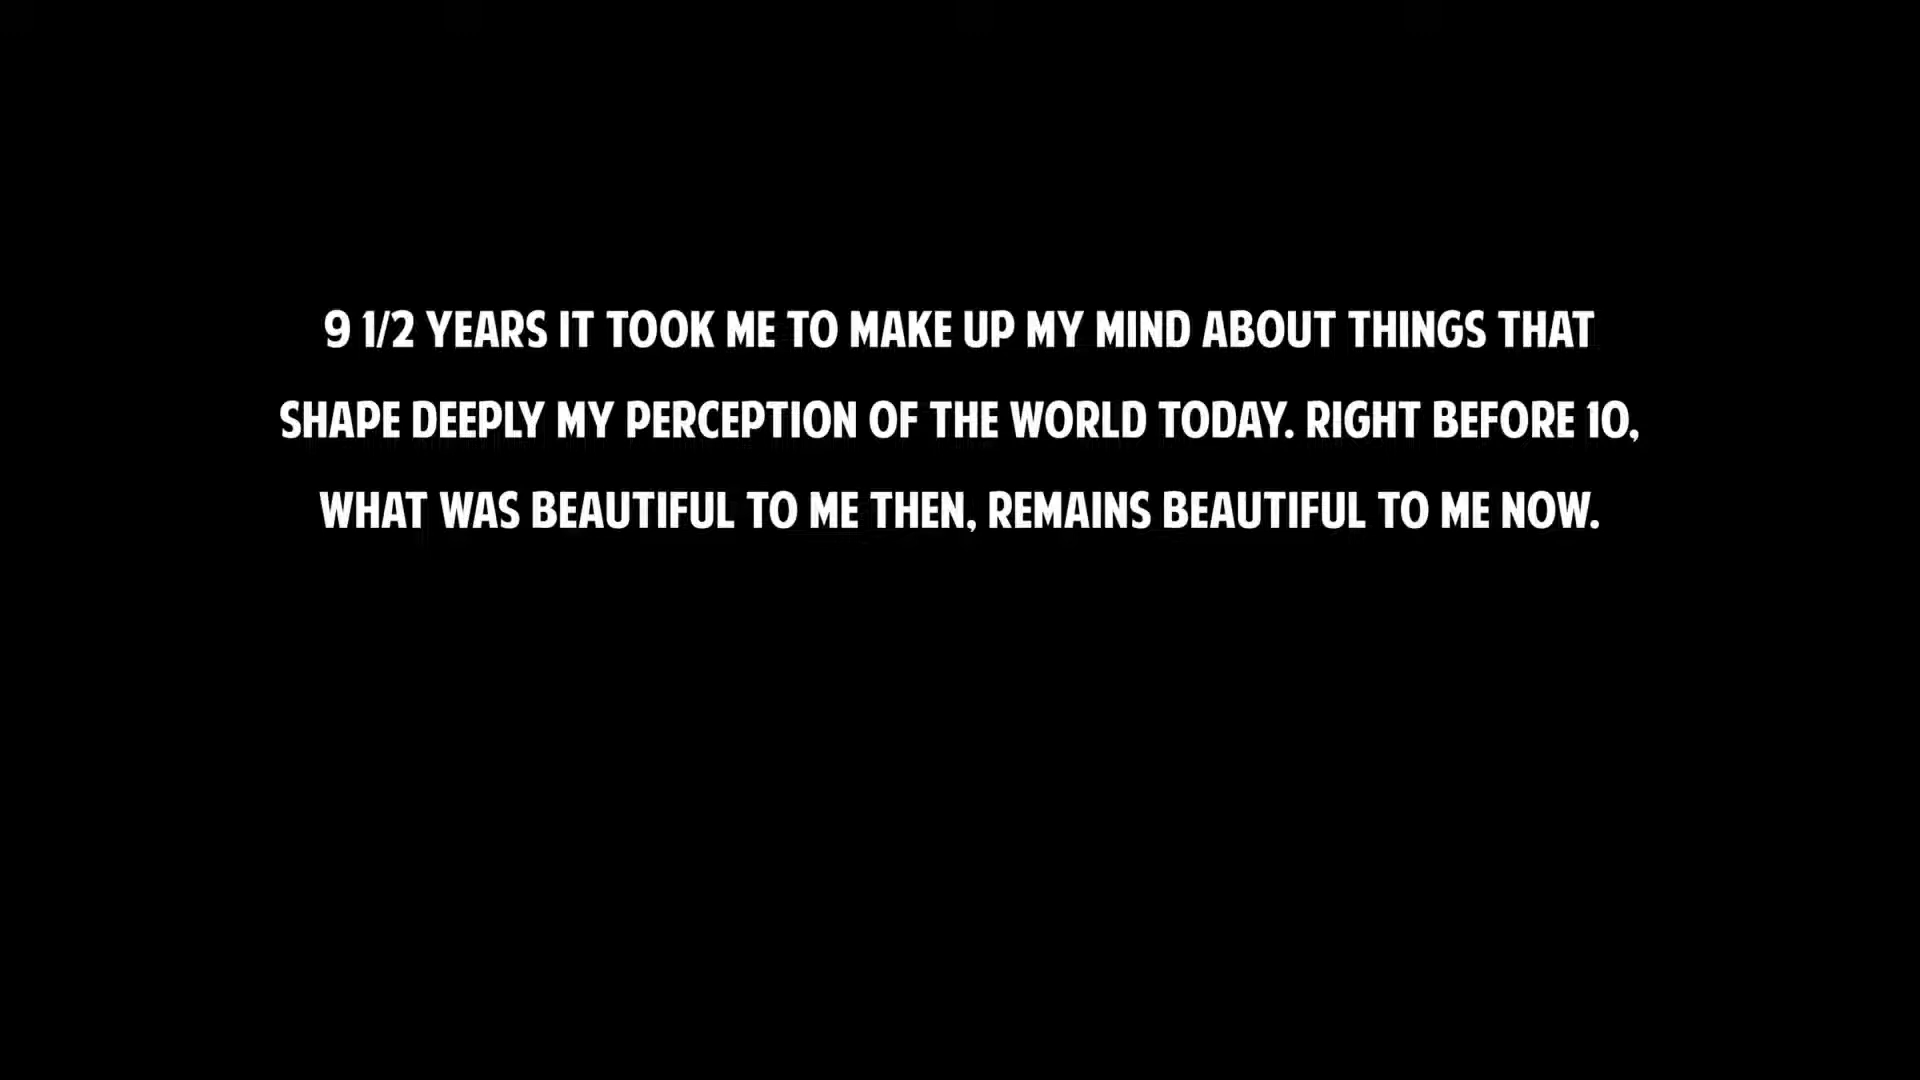 9 1/2 YEARS IT TOOK ME TO MAKE UP MY MIND ABOUT THINGS THAT
SHAPE DEEPLY MY PERCEPTION OF THE WORLD TODAY. RIGHT BEFORE 10,
WHAT WAS BEAUTIFUL TO ME THEN, REMAINS BEAUTIFUL TO ME NOW.